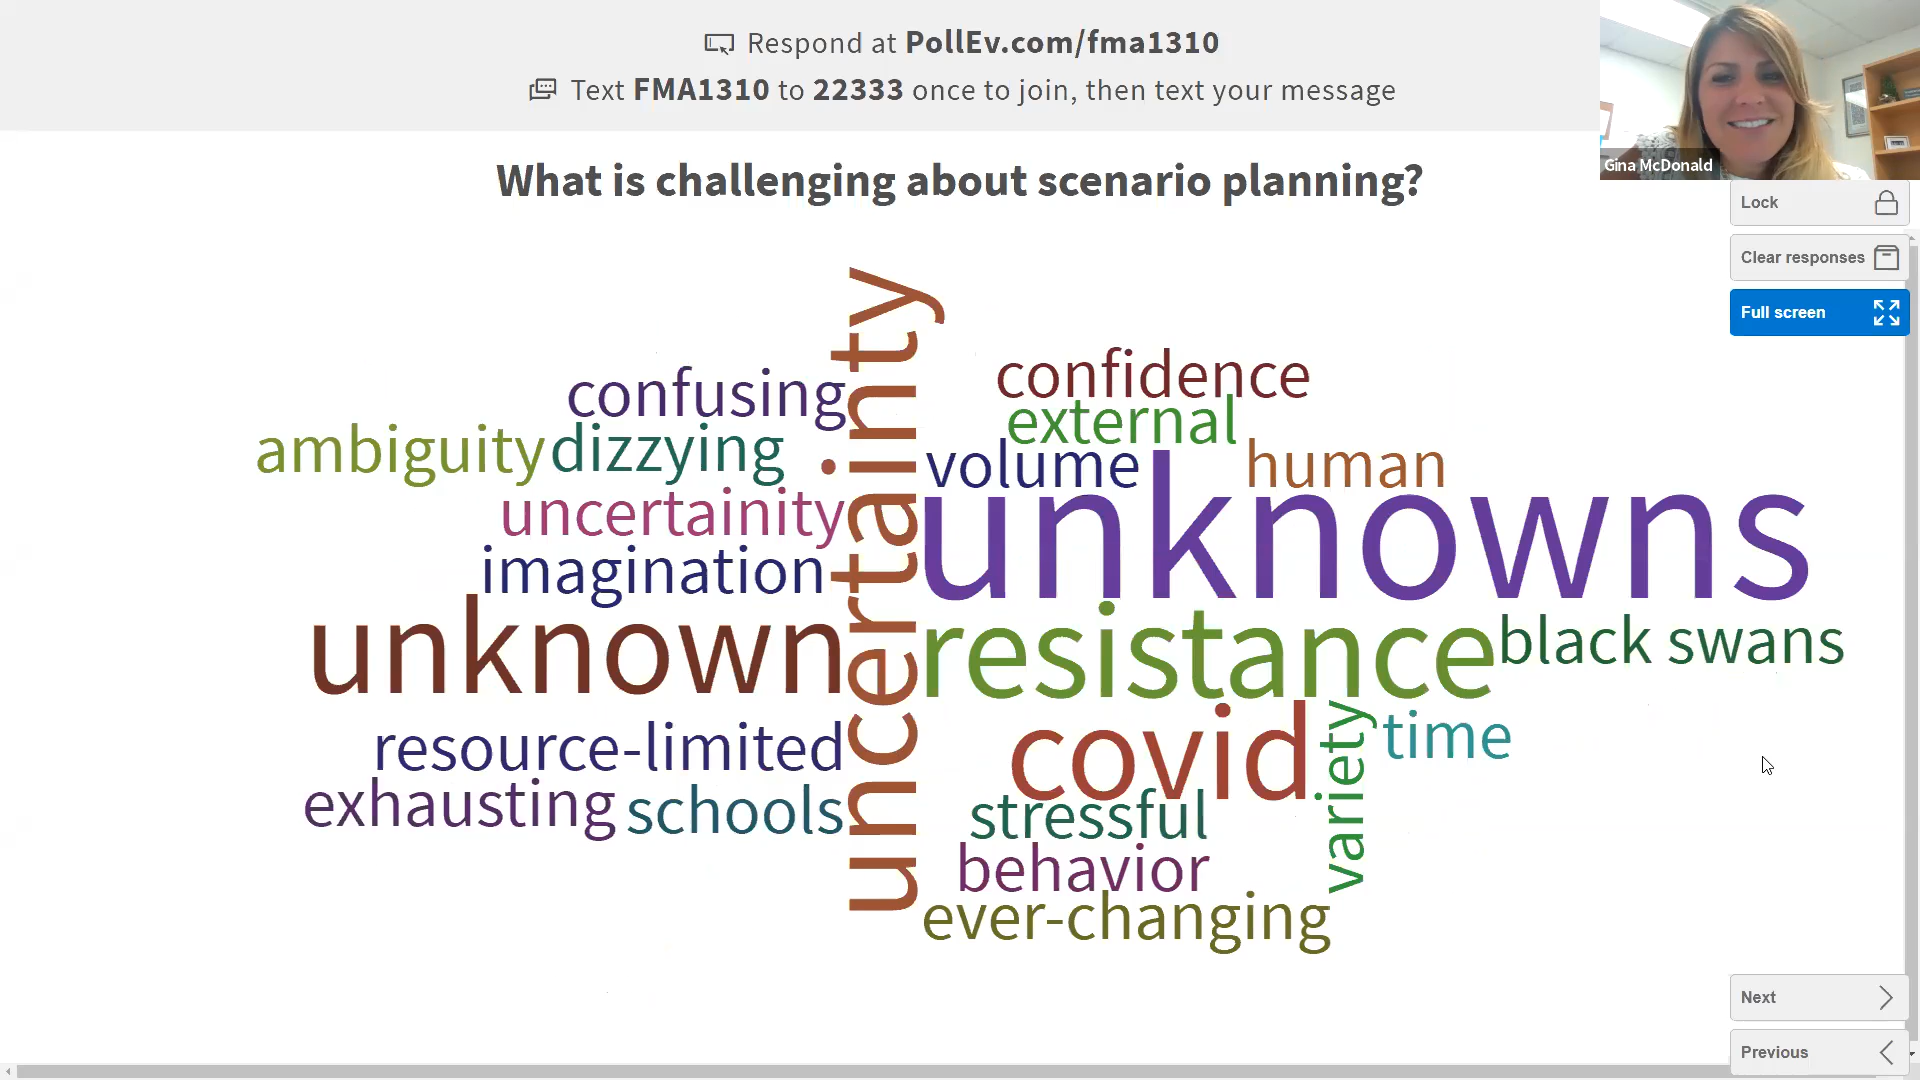 Respond at PollEv.com/fma1310
Text FMA1310 to 22333 once to join, then text your message
Gina McDonald
What is challenging about scenario planning?
Lock
Clear responses
Full screen
uncertainty
confusing
confidence
external
ambiguity
dizzying
volume
human
uncertainity
unknowns
imagination
unknown
resistance
black swans
resource-limited
covid
variety
time
exhausting
schools
stressful
behavior
ever-changing
Next
Previous